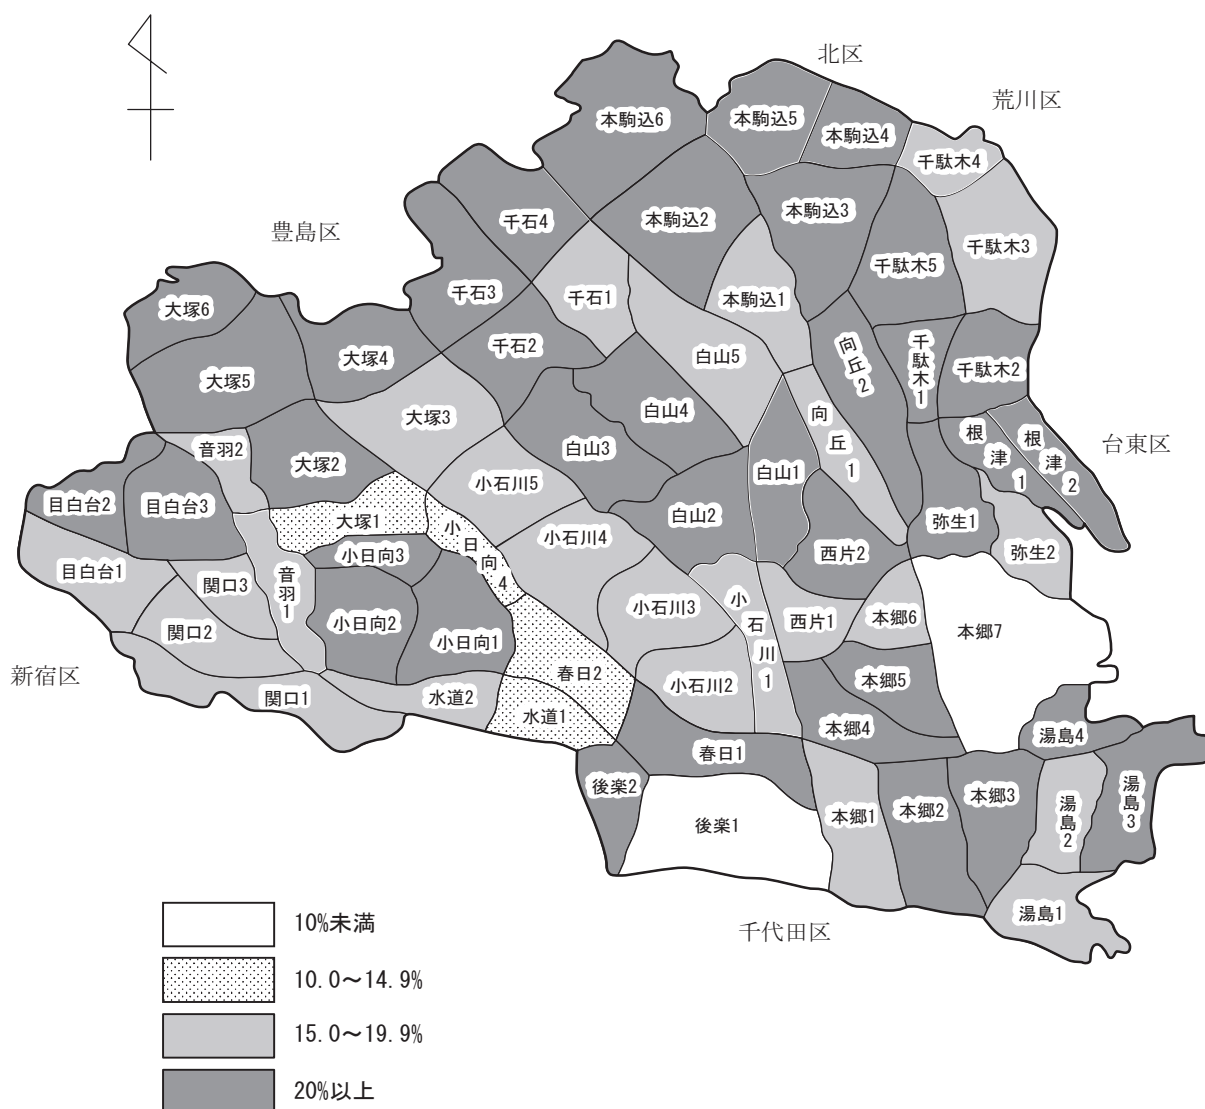 北区
荒川区
本駒込6
本駒込5
本駒込4
千駄木4
豊島区
千石4
本駒込2
本駒込3
千駄木3
千駄木5
大塚6
千石3
千石1
本駒込1
大塚4
千石2
白山5
向丘2
千駄木1
千駄木2
大塚5
大塚3
白山4
向丘1
台東区
音羽2
大塚2
白山3
根津1
根津2
目白台2
目白台3
小石川5
白山1
大塚1
白山2
弥生1
小日向4
小石川4
西片2
弥生2
目白台1
関口3
音羽1
小日向3
小石川3
小石川1
西片1
本郷6
本郷7
関口2
小日向2
小日向1
新宿区
春日2
小石川2
本郷5
関口1
水道2
水道1
本郷4
湯島4
春日1
後楽2
後楽1
本郷1
本郷2
本郷3
湯島2
湯島3
千代田区
湯島1
10%未満
10.0～14.9%
15.0～19.9%
20%以上